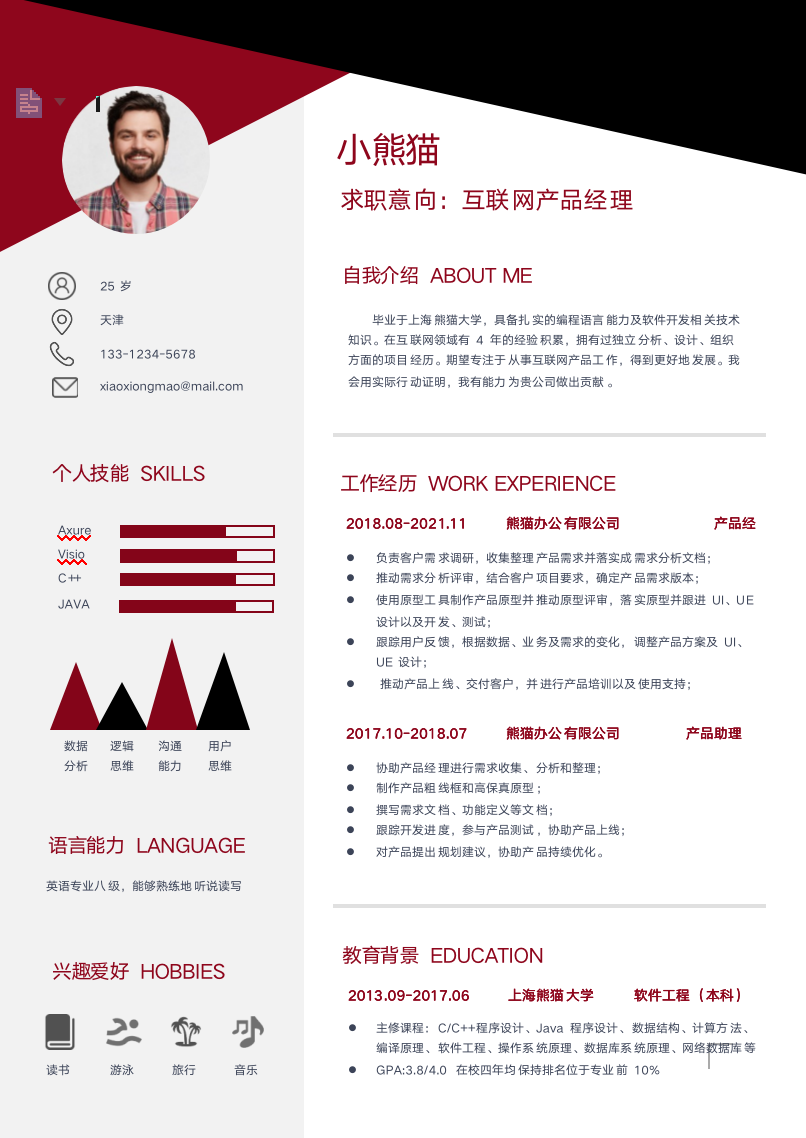 小熊猫
求职意向：互联网产品经理
25 岁
天津
133-1234-5678
xiaoxiongmao@mail.com
个人技能 SKILLS
Axure
Visio
C++
JAVA
数据 逻辑 沟通 用户
分析 思维 能力 思维
语言能力 LANGUAGE
英语专业八级，能够熟练地听说读写
兴趣爱好 HOBBIES
读书 游泳 旅行 音乐
自我介绍 ABOUT ME
毕业于上海熊猫大学，具备扎实的编程语言能力及软件开发相关技术
知识。在互联网领域有 4 年的经验积累，拥有过独立分析、设计、组织
方面的项目经历。期望专注于从事互联网产品工作，得到更好地发展。我
会用实际行动证明，我有能力为贵公司做出贡献。
工作经历 WORK EXPERIENCE
2018.08-2021.11 熊猫办公有限公司 产品经
● 负责客户需求调研，收集整理产品需求并落实成需求分析文档；
● 推动需求分析评审，结合客户项目要求，确定产品需求版本；
● 使用原型工具制作产品原型并推动原型评审，落实原型并跟进 UI、UE
设计以及开发、测试；
● 跟踪用户反馈，根据数据、业务及需求的变化，调整产品方案及 UI、
UE 设计；
● 推动产品上线、交付客户，并进行产品培训以及使用支持；
2017.10-2018.07 熊猫办公有限公司 产品助理
● 协助产品经理进行需求收集、分析和整理；
● 制作产品粗线框和高保真原型；
● 撰写需求文档、功能定义等文档；
● 跟踪开发进度，参与产品测试，协助产品上线；
● 对产品提出规划建议，协助产品持续优化。
教育背景 EDUCATION
2013.09-2017.06 上海熊猫大学 软件工程（本科）
● 主修课程：C/C++程序设计、Java 程序设计、数据结构、计算方法、
编译原理、软件工程、操作系统原理、数据库系统原理、网络数据库等
● GPA:3.8/4.0 在校四年均保持排名位于专业前 10%